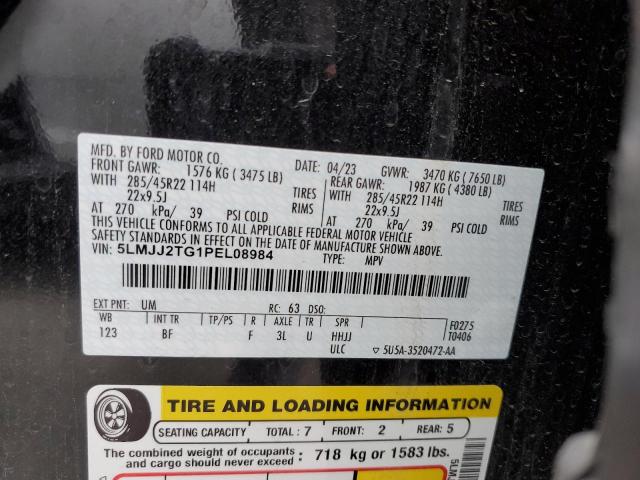 MFD. BY FORD MOTOR CO.
04/23 GVWR: 3470 KG ( 7650 LB)
FRONT GAWR: 1576 KG ( 3475 LB)
REAR GAWR: 1987 KG ( 4380 LB)
WITH 285/45R22 114H TIRES
WITH 285/45R22 114H TIRES
22x9.5J RIMS
22x9.5J RIMS
AT 270 kPa/ 39 PSI COLD
AT 270 kPa/ 39 PSI COLD
THIS VEHICLE CONFORMS TO ALL APPLICABLE FEDERAL MOTOR VEHICLE
SAFETY STANDARDS IN EFFECT ON THE DATE OF MANUFACTURE SHOWN ABOVE.
VIN: 5LMJJ2TG1PEL08984
TYPE: MPV
EXT PNT: UM RC: 63 DSO:
WB INT TR TP/PS R AXLE TR SPR F0275
123 BF F 3L U HHJJ T0406
ULC ▽ 5U5A-3520472-AA
TIRE AND LOADING INFORMATION
SEATING CAPACITY TOTAL: 7 FRONT: 2 REAR: 5
The combined weight of occupants and cargo should never exceed: 718 kg or 1583 lbs.